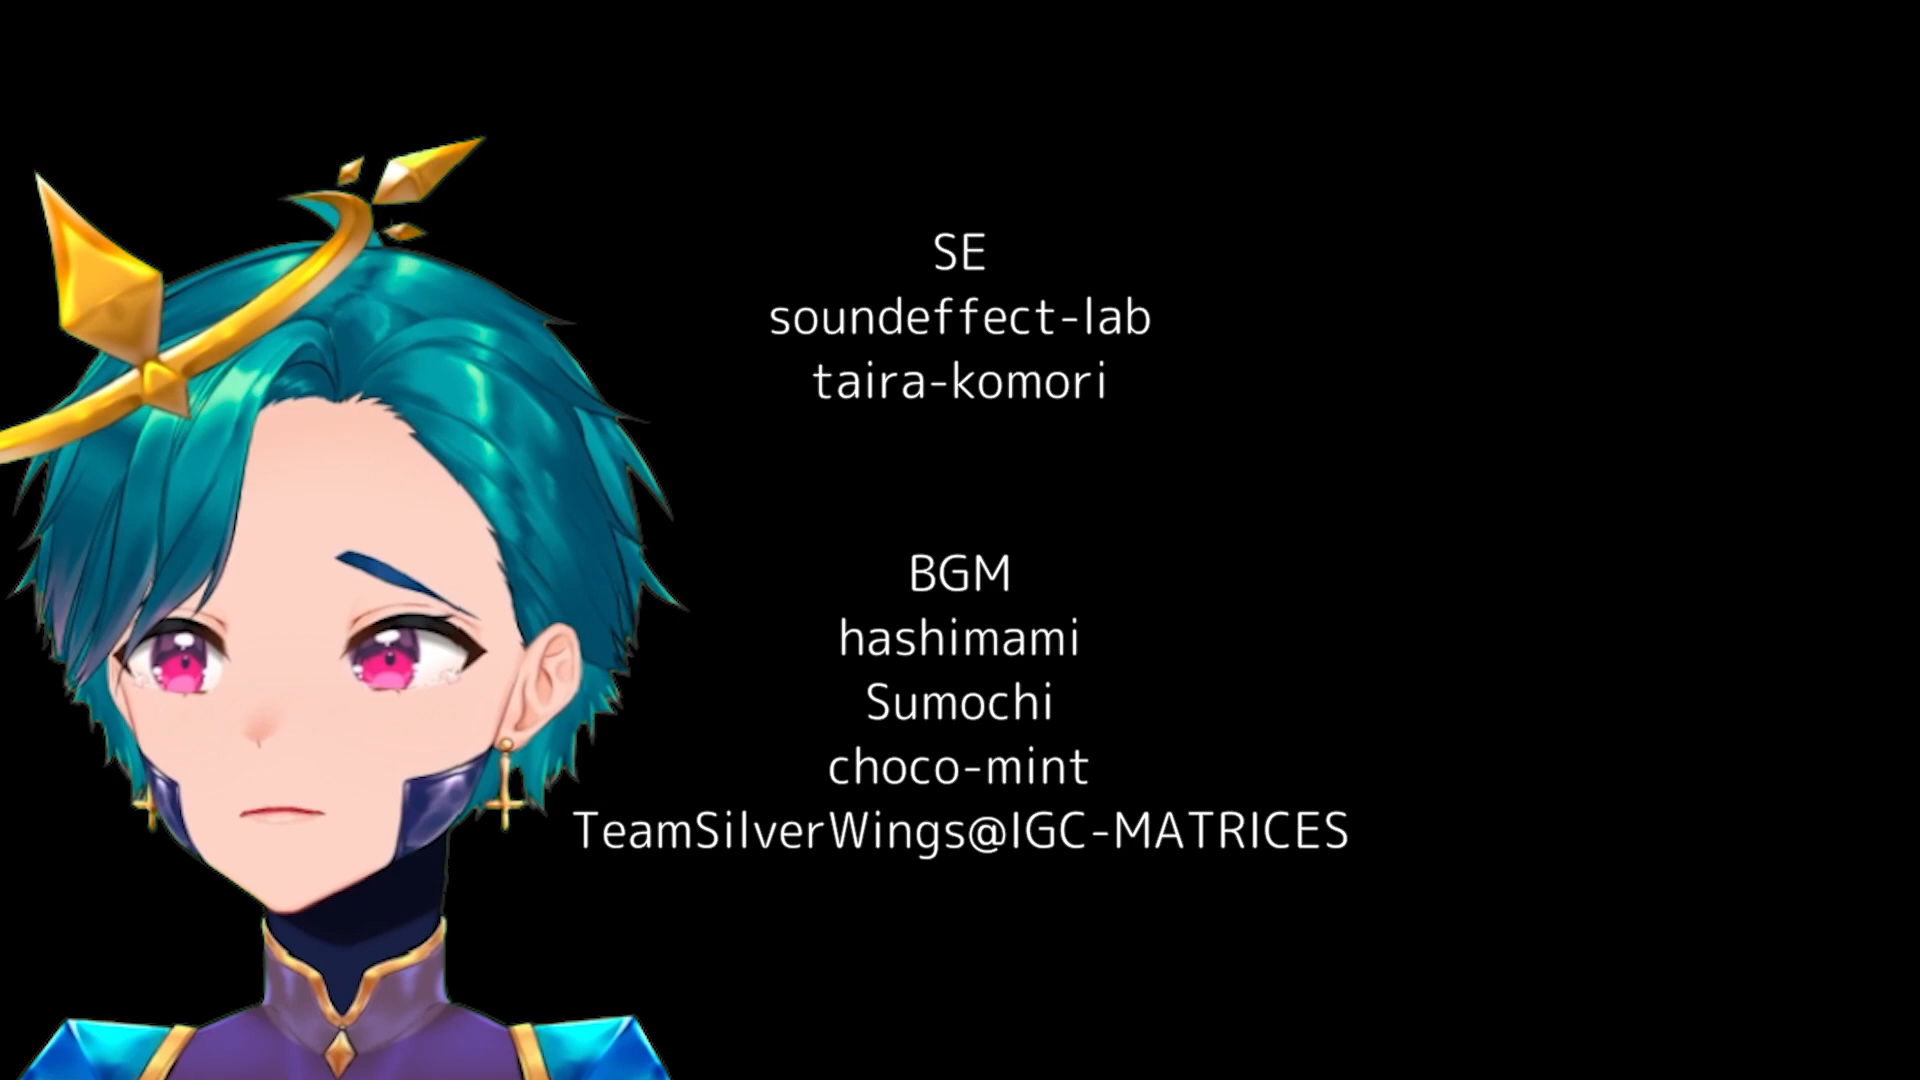 SE
soundeffect-lab
taira-komori
BGM
hashimami
Sumochi
choco-mint
TeamSilverWings@IGC-MATRICES